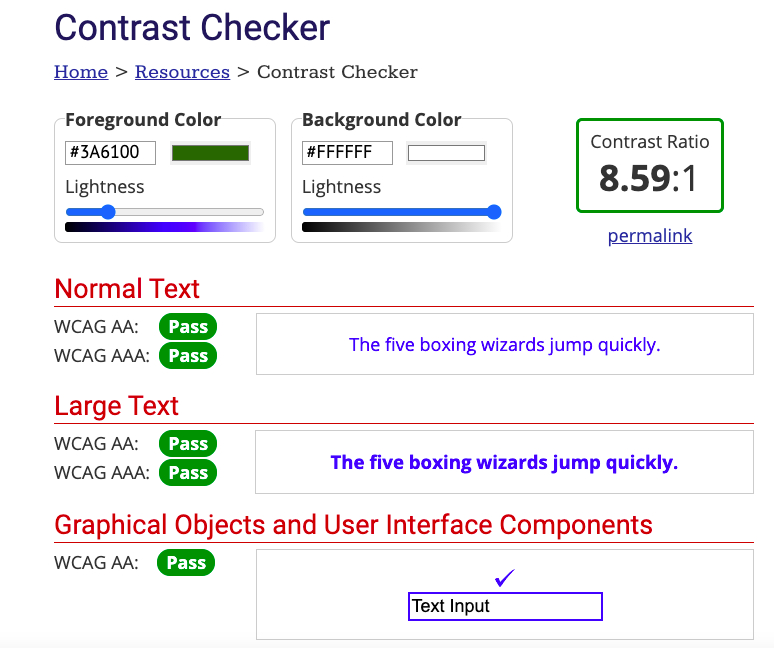 Contrast Checker
Home > Resources > Contrast Checker
Foreground Color
#3A6100
Lightness
Background Color
#FFFFFF
Lightness
Contrast Ratio
8.59:1
permalink
Normal Text
WCAG AA: Pass
WCAG AAA: Pass
The five boxing wizards jump quickly.
Large Text
WCAG AA: Pass
WCAG AAA: Pass
The five boxing wizards jump quickly.
Graphical Objects and User Interface Components
WCAG AA: Pass
✓
Text Input